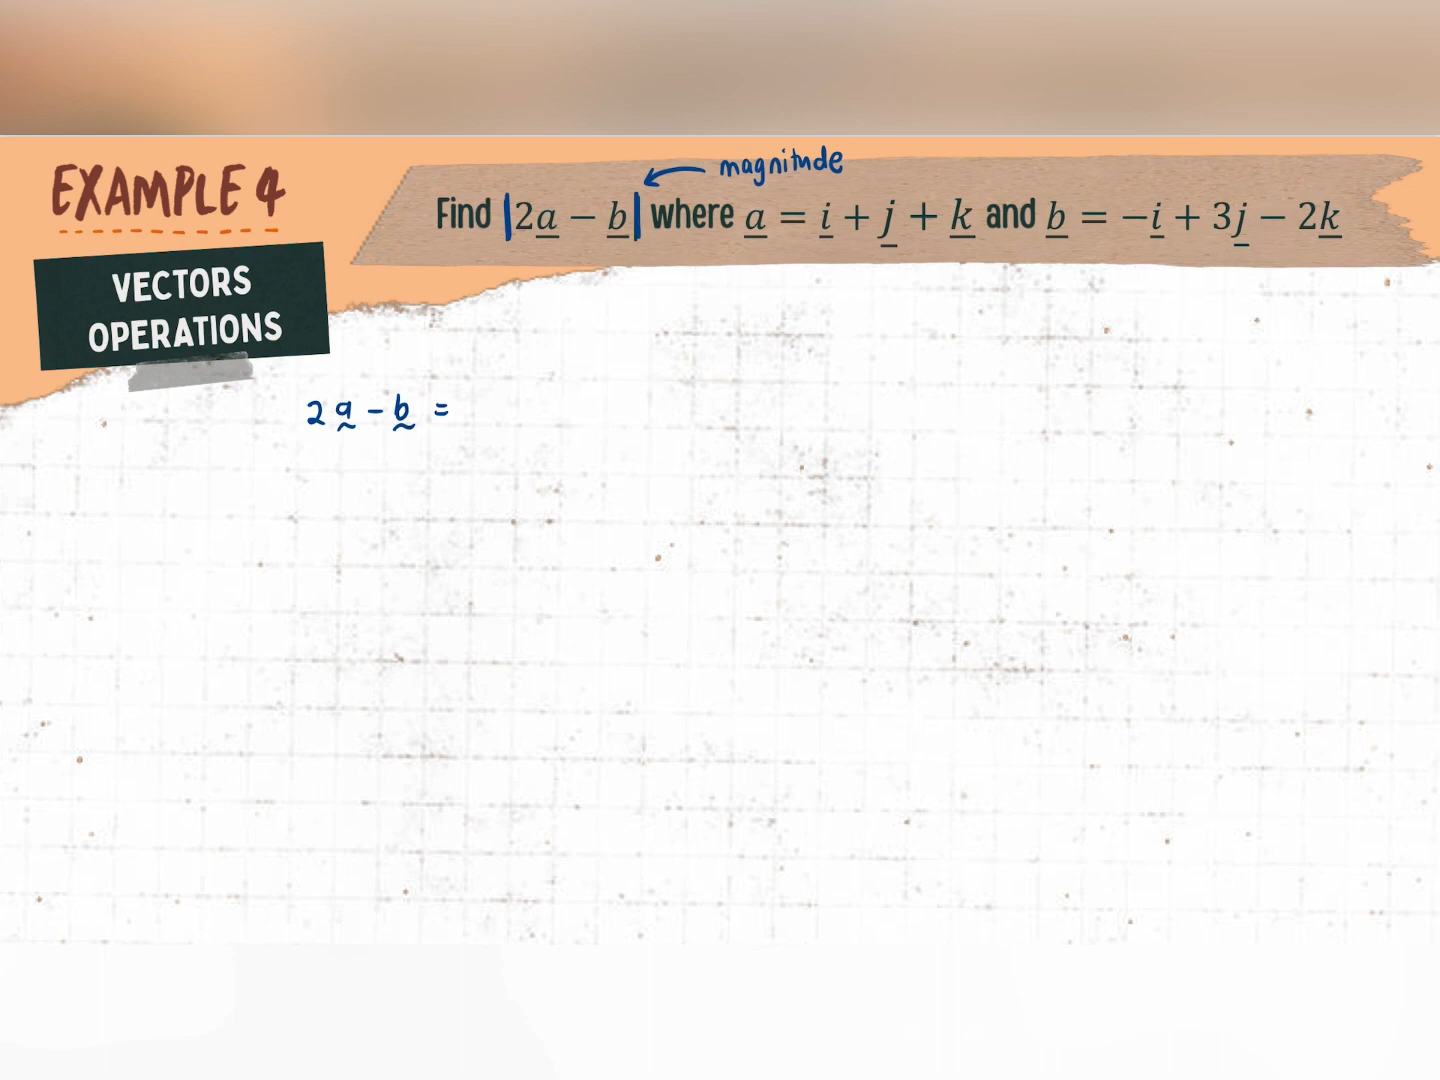 magnitude
EXAMPLE 4
Find |2a − b| where a = i + j + k and b = −i + 3j − 2k
VECTORS
OPERATIONS
2a − b =